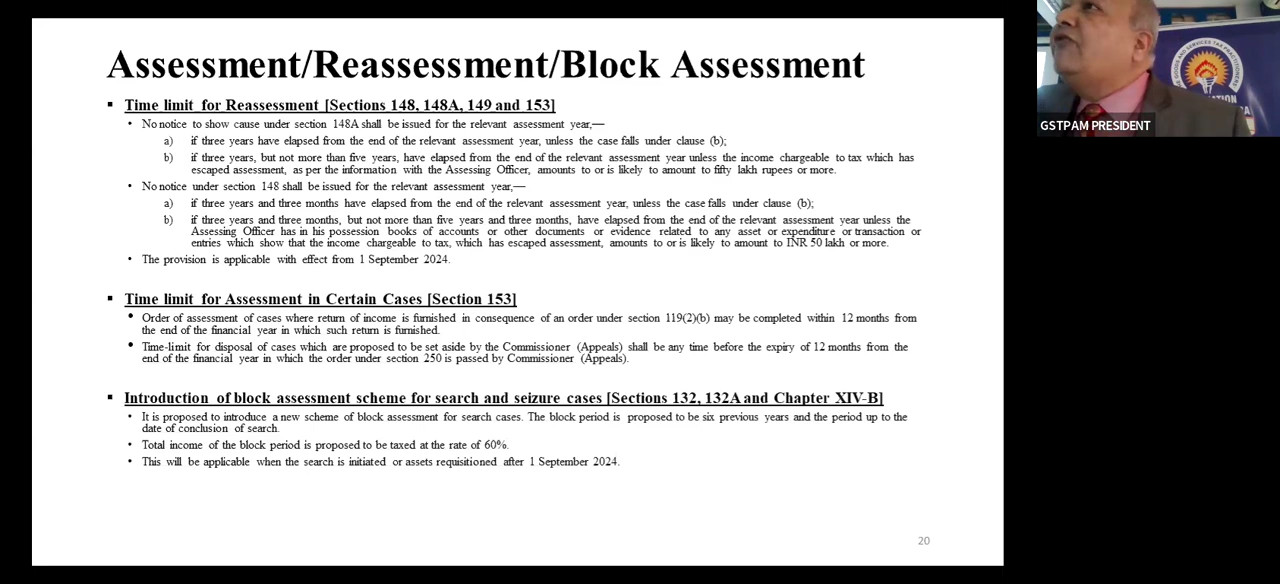 Assessment/Reassessment/Block Assessment
▪ Time limit for Reassessment [Sections 148, 148A, 149 and 153]
• No notice to show cause under section 148A shall be issued for the relevant assessment year,—
a) if three years have elapsed from the end of the relevant assessment year, unless the case falls under clause (b);
b) if three years, but not more than five years, have elapsed from the end of the relevant assessment year unless the income chargeable to tax which has
escaped assessment, as per the information with the Assessing Officer, amounts to or is likely to amount to fifty lakh rupees or more.
• No notice under section 148 shall be issued for the relevant assessment year,—
a) if three years and three months have elapsed from the end of the relevant assessment year, unless the case falls under clause (b);
b) if three years and three months, but not more than five years and three months, have elapsed from the end of the relevant assessment year unless the
Assessing Officer has in his possession books of accounts or other documents or evidence related to any asset or expenditure or transaction or
entries which show that the income chargeable to tax, which has escaped assessment, amounts to or is likely to amount to INR 50 lakh or more.
• The provision is applicable with effect from 1 September 2024.
▪ Time limit for Assessment in Certain Cases [Section 153]
• Order of assessment of cases where return of income is furnished in consequence of an order under section 119(2)(b) may be completed within 12 months from
the end of the financial year in which such return is furnished.
• Time-limit for disposal of cases which are proposed to be set aside by the Commissioner (Appeals) shall be any time before the expiry of 12 months from the
end of the financial year in which the order under section 250 is passed by Commissioner (Appeals).
▪ Introduction of block assessment scheme for search and seizure cases [Sections 132, 132A and Chapter XIV-B]
• It is proposed to introduce a new scheme of block assessment for search cases. The block period is proposed to be six previous years and the period up to the
date of conclusion of search.
• Total income of the block period is proposed to be taxed at the rate of 60%.
• This will be applicable when the search is initiated or assets requisitioned after 1 September 2024.
20
GSTPAM PRESIDENT